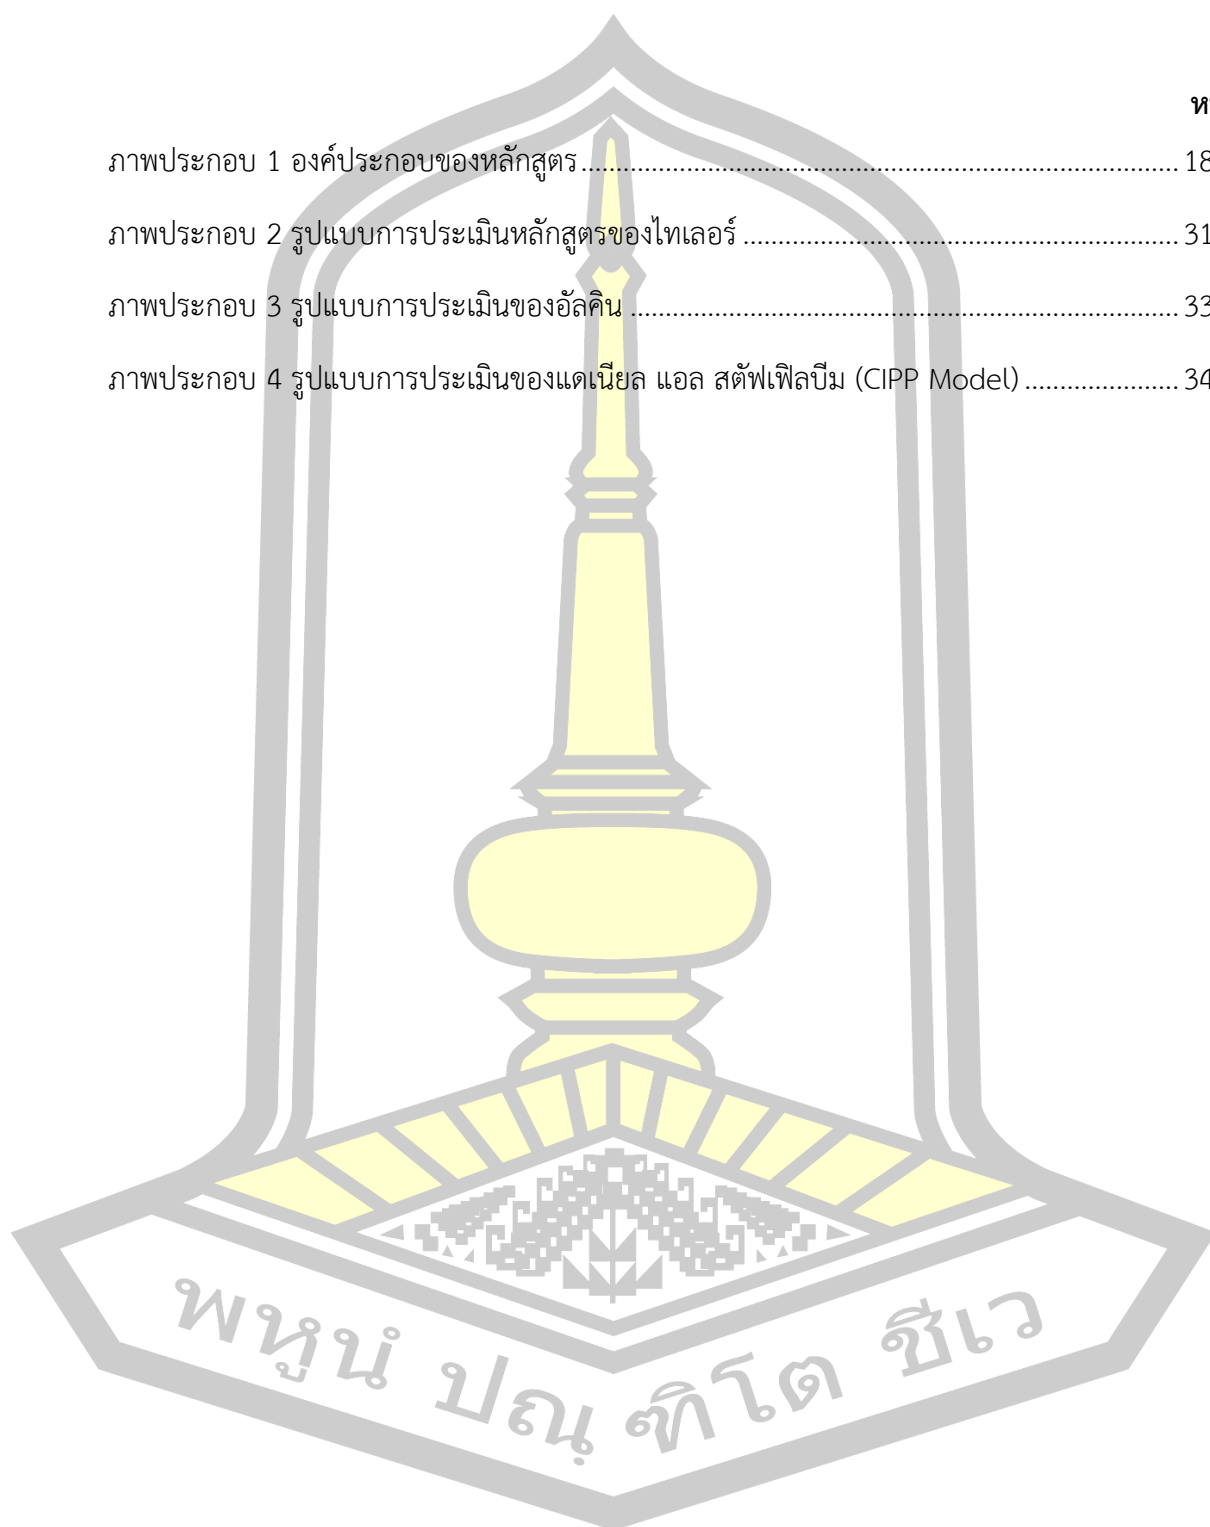 ภาพประกอบ 1 องค์ประกอบของหลักสูตร........................................................................ 18
ภาพประกอบ 2 รูปแบบการประเมินหลักสูตรของไทเลอร์ .................................................... 31
ภาพประกอบ 3 รูปแบบการประเมินของอัลคิน .................................................................. 33
ภาพประกอบ 4 รูปแบบการประเมินของแดเนียล แอล สตัฟเฟิลบีม (CIPP Model) ................... 34
พหูนํ ปณฺฑิโต ชีเว